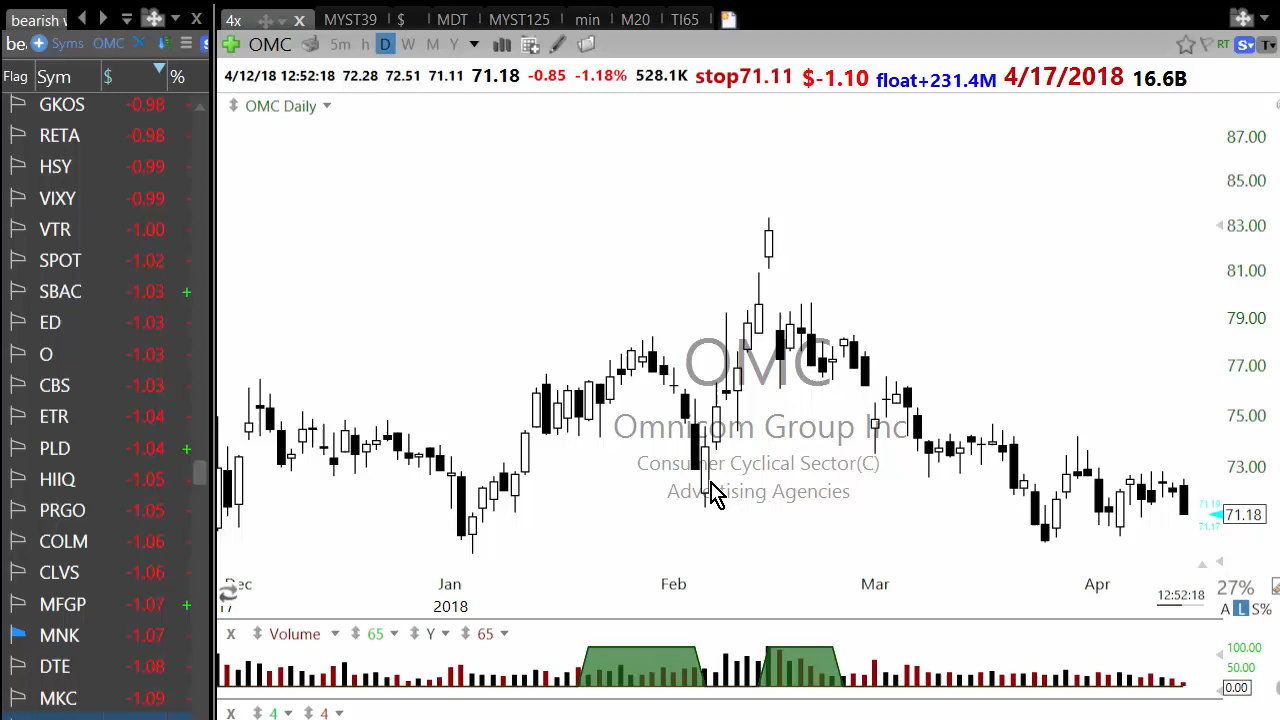 bearish w
4x MYST39 $ MDT MYST125 min M20 TI65
be Syms OMC S
OMC 5m h D W M Y RT S T
Flag Sym $ %
4/12/18 12:52:18 72.28 72.51 71.11 71.18 -0.85 -1.18% 528.1K stop71.11 $-1.10 float+231.4M 4/17/2018 16.6B
OMC Daily
GKOS -0.98
RETA -0.98
HSY -0.99
VIXY -0.99
VTR -1.00
SPOT -1.02
SBAC -1.03 +
ED -1.03
O -1.03
CBS -1.03
ETR -1.04
PLD -1.04 +
HIIQ -1.05
PRGO -1.05
COLM -1.06
CLVS -1.06
MFGP -1.07 +
MNK -1.07
DTE -1.08
MKC -1.09
OMC
Omnicom Group Inc
Consumer Cyclical Sector(C)
Advertising Agencies
87.00
85.00
83.00
81.00
79.00
77.00
75.00
73.00
71.19
71.18
71.17
Dec Jan Feb Mar Apr
17 2018
12:52:18
27%
A L S%
X Volume 65 Y 65
100.00
50.00
0.00
X 4 4